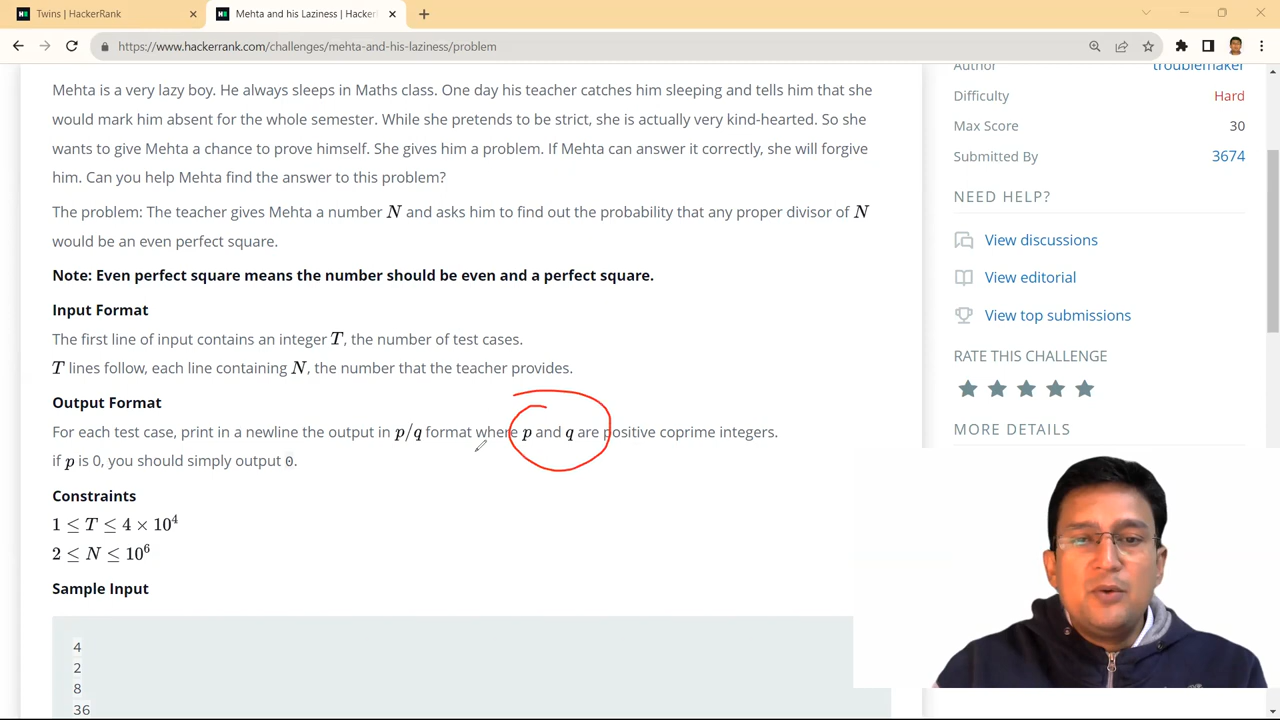 Twins | HackerRank
Mehta and his Laziness | Hacker
https://www.hackerrank.com/challenges/mehta-and-his-laziness/problem
Mehta is a very lazy boy. He always sleeps in Maths class. One day his teacher catches him sleeping and tells him that she
would mark him absent for the whole semester. While she pretends to be strict, she is actually very kind-hearted. So she
wants to give Mehta a chance to prove himself. She gives him a problem. If Mehta can answer it correctly, she will forgive
him. Can you help Mehta find the answer to this problem?
The problem: The teacher gives Mehta a number N and asks him to find out the probability that any proper divisor of N
would be an even perfect square.
Note: Even perfect square means the number should be even and a perfect square.
Input Format
The first line of input contains an integer T, the number of test cases.
T lines follow, each line containing N, the number that the teacher provides.
Output Format
For each test case, print in a newline the output in p/q format where p and q are positive coprime integers.
if p is 0, you should simply output 0.
Constraints
1 ≤ T ≤ 4 × 10⁴
2 ≤ N ≤ 10⁶
Sample Input
4
2
8
36
Author troublemaker
Difficulty Hard
Max Score 30
Submitted By 3674
NEED HELP?
View discussions
View editorial
View top submissions
RATE THIS CHALLENGE
MORE DETAILS